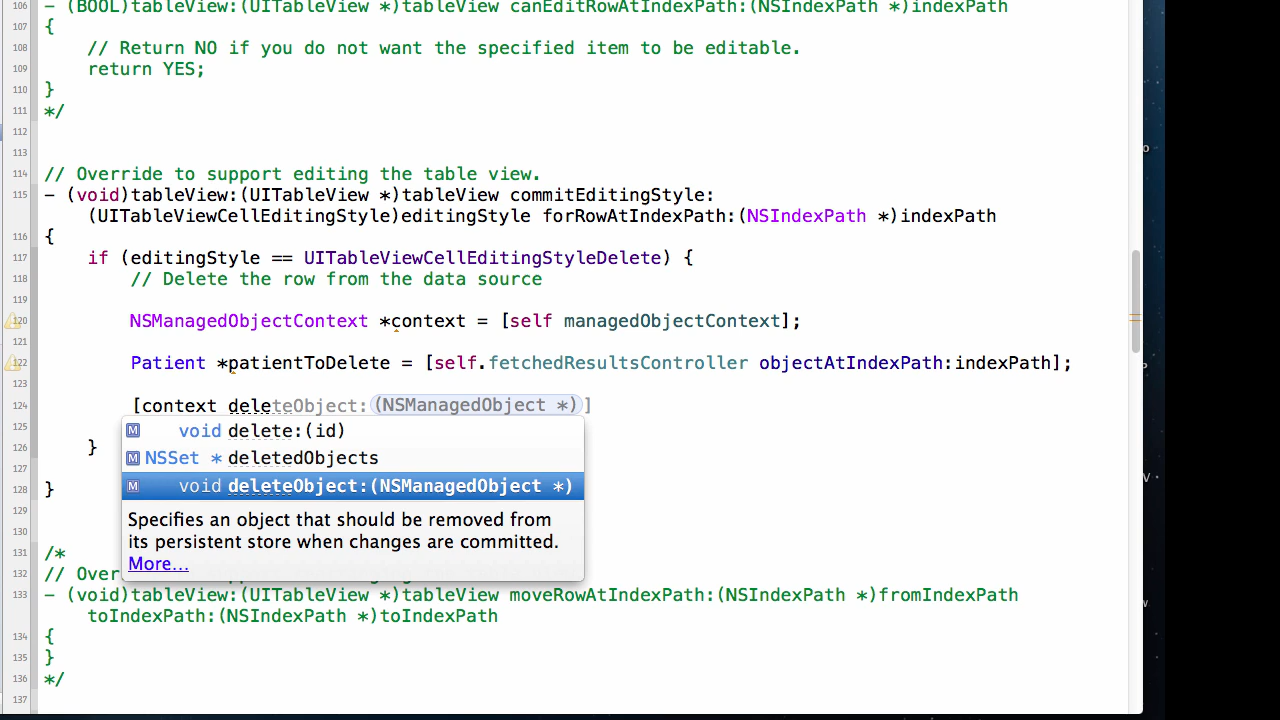 106 - (BOOL)tableView:(UITableView *)tableView canEditRowAtIndexPath:(NSIndexPath *)indexPath
107 {
108 // Return NO if you do not want the specified item to be editable.
109 return YES;
110 }
111 */
112
113
114 // Override to support editing the table view.
115 - (void)tableView:(UITableView *)tableView commitEditingStyle:
(UITableViewCellEditingStyle)editingStyle forRowAtIndexPath:(NSIndexPath *)indexPath
116 {
117 if (editingStyle == UITableViewCellEditingStyleDelete) {
118 // Delete the row from the data source
119
120 NSManagedObjectContext *context = [self managedObjectContext];
121
122 Patient *patientToDelete = [self.fetchedResultsController objectAtIndexPath:indexPath];
123
124 [context deleteObject:(NSManagedObject *)]
125
M void delete:(id)
126 }
M NSSet * deletedObjects
127
128 }
M void deleteObject:(NSManagedObject *)
129
Specifies an object that should be removed from
130
its persistent store when changes are committed.
131 /*
More...
132 // Over
133 - (void)tableView:(UITableView *)tableView moveRowAtIndexPath:(NSIndexPath *)fromIndexPath
toIndexPath:(NSIndexPath *)toIndexPath
134 {
135 }
136 */
137